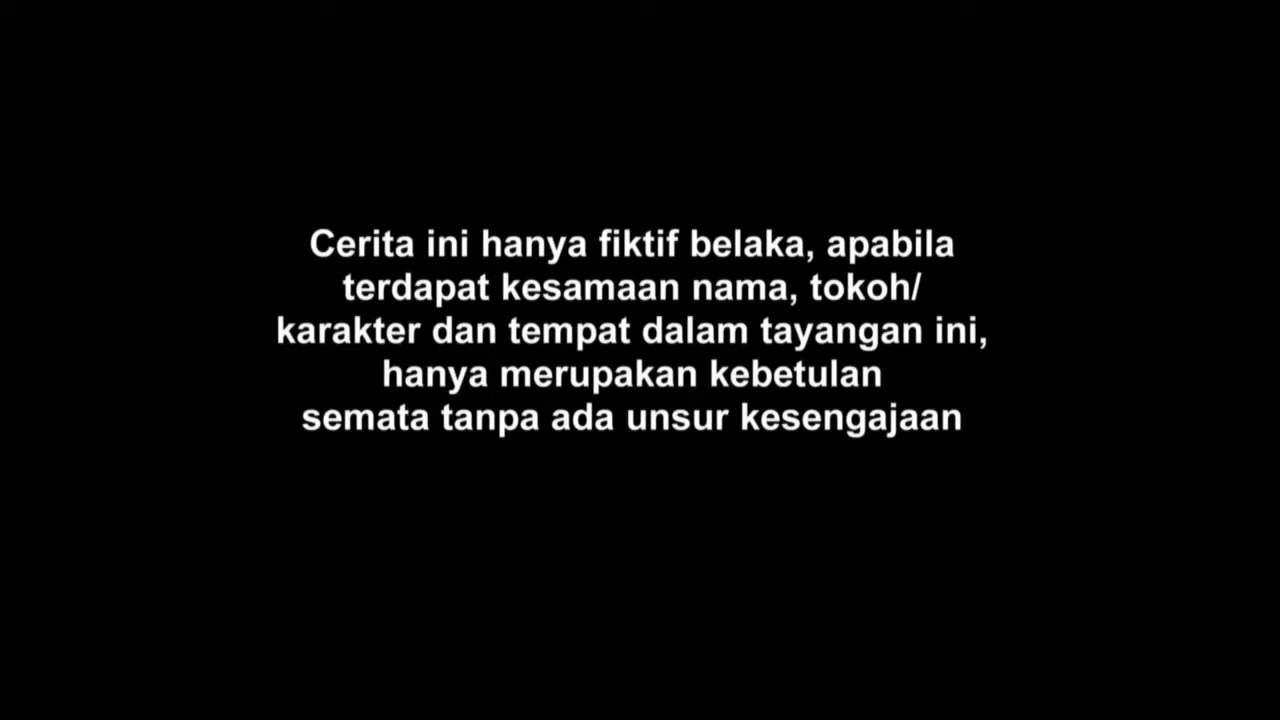 Cerita ini hanya fiktif belaka, apabila
terdapat kesamaan nama, tokoh/
karakter dan tempat dalam tayangan ini,
hanya merupakan kebetulan
semata tanpa ada unsur kesengajaan